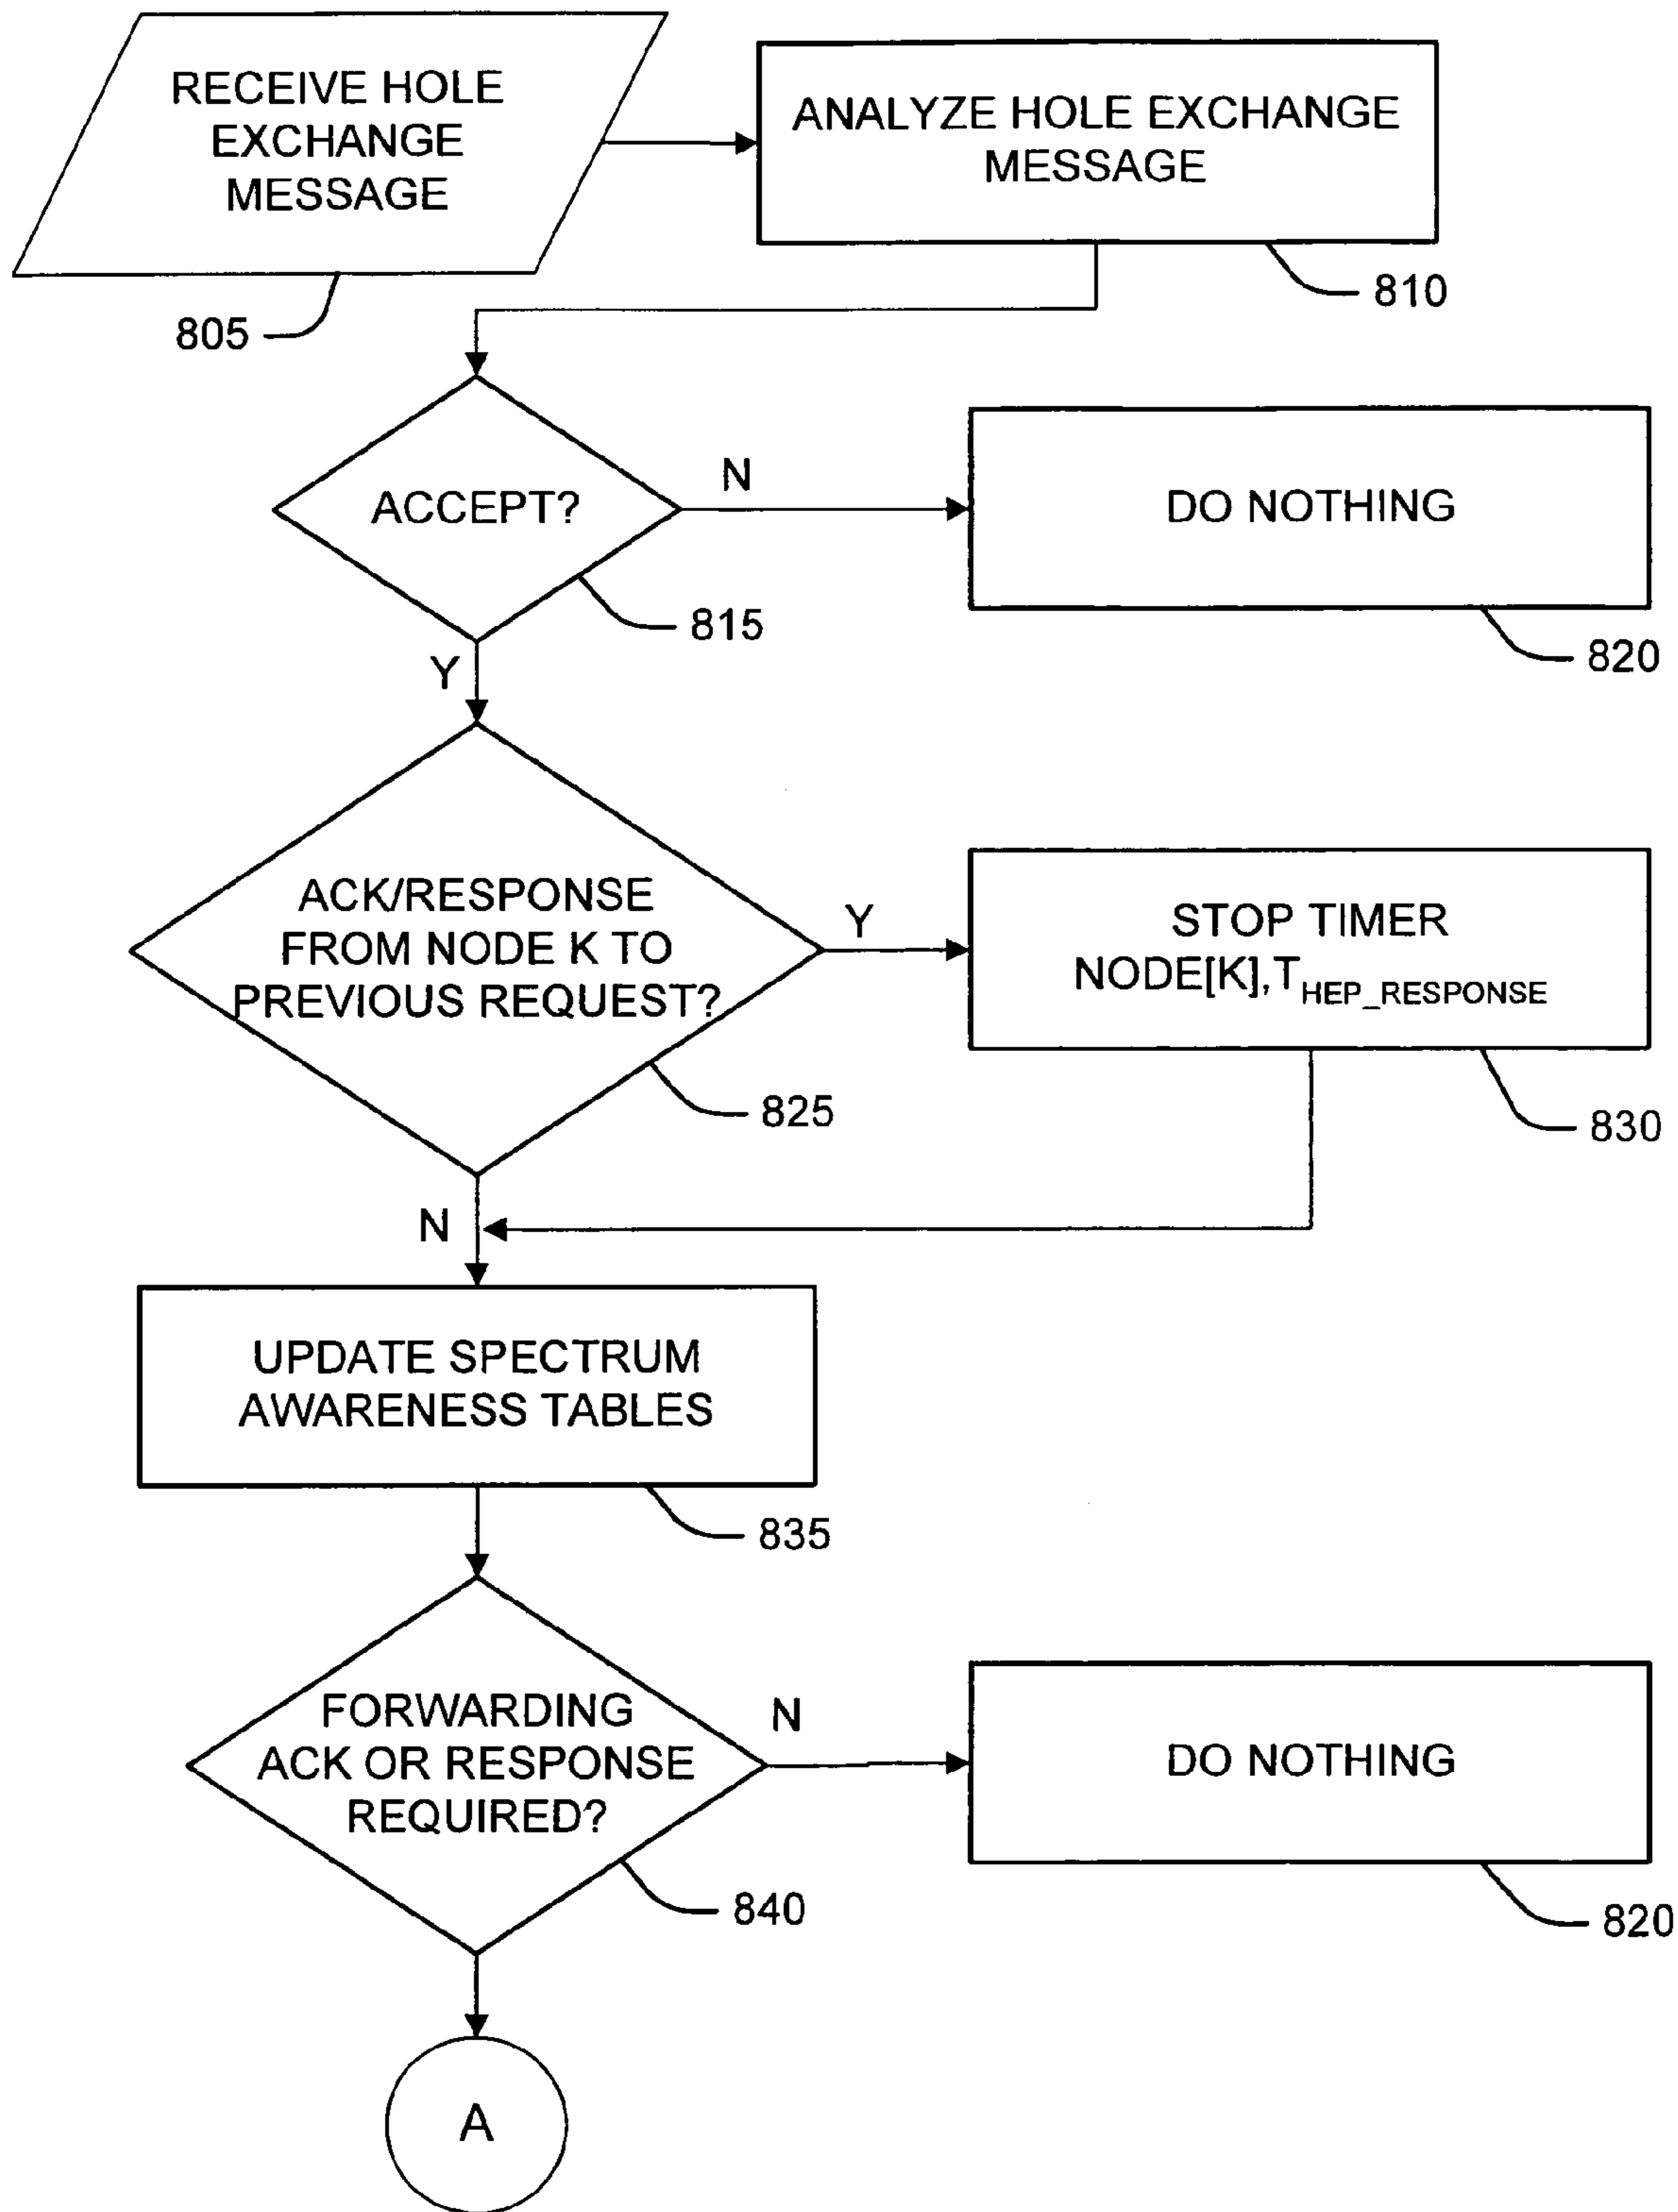 RECEIVE HOLE
EXCHANGE
MESSAGE
805
ANALYZE HOLE EXCHANGE
MESSAGE
810
ACCEPT?
815
N
DO NOTHING
820
Y
ACK/RESPONSE
FROM NODE K TO
PREVIOUS REQUEST?
825
Y
STOP TIMER
NODE[K],T_HEP_RESPONSE
830
N
UPDATE SPECTRUM
AWARENESS TABLES
835
FORWARDING
ACK OR RESPONSE
REQUIRED?
840
N
DO NOTHING
820
A